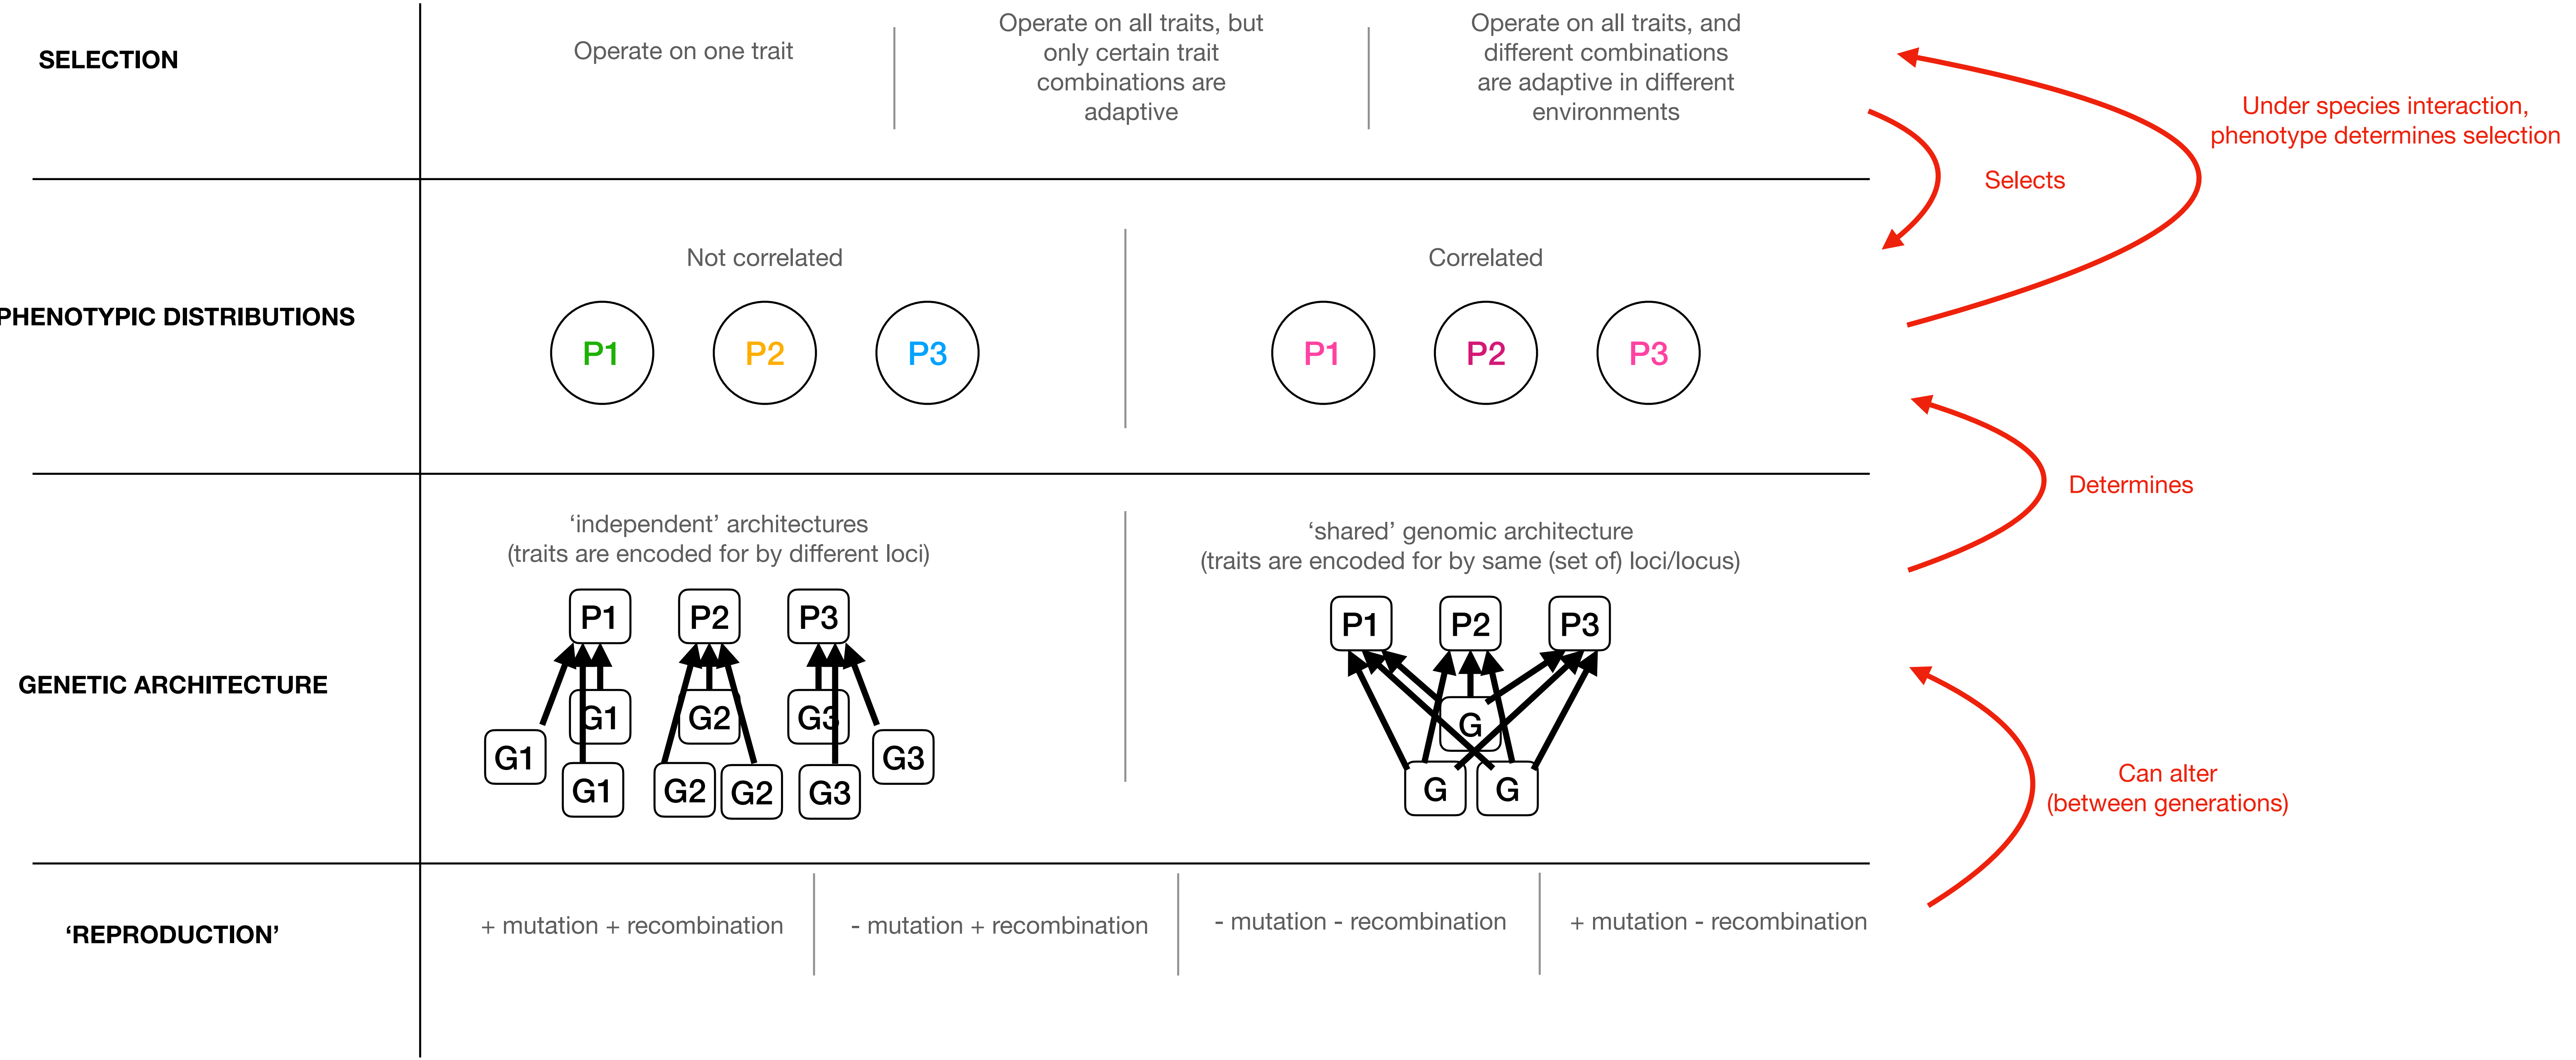 SELECTION
Operate on one trait
Operate on all traits, but
only certain trait
combinations are
adaptive
Operate on all traits, and
different combinations
are adaptive in different
environments
Under species interaction,
phenotype determines selection
Selects
PHENOTYPIC DISTRIBUTIONS
Not correlated
P1 P2 P3
Correlated
P1 P2 P3
Determines
GENETIC ARCHITECTURE
‘independent’ architectures
(traits are encoded for by different loci)
P1 P2 P3
G1 G2 G3
G1 G3
G1 G2 G2 G3
‘shared’ genomic architecture
(traits are encoded for by same (set of) loci/locus)
P1 P2 P3
G
G G
Can alter
(between generations)
‘REPRODUCTION’
+ mutation + recombination
- mutation + recombination
- mutation - recombination
+ mutation - recombination